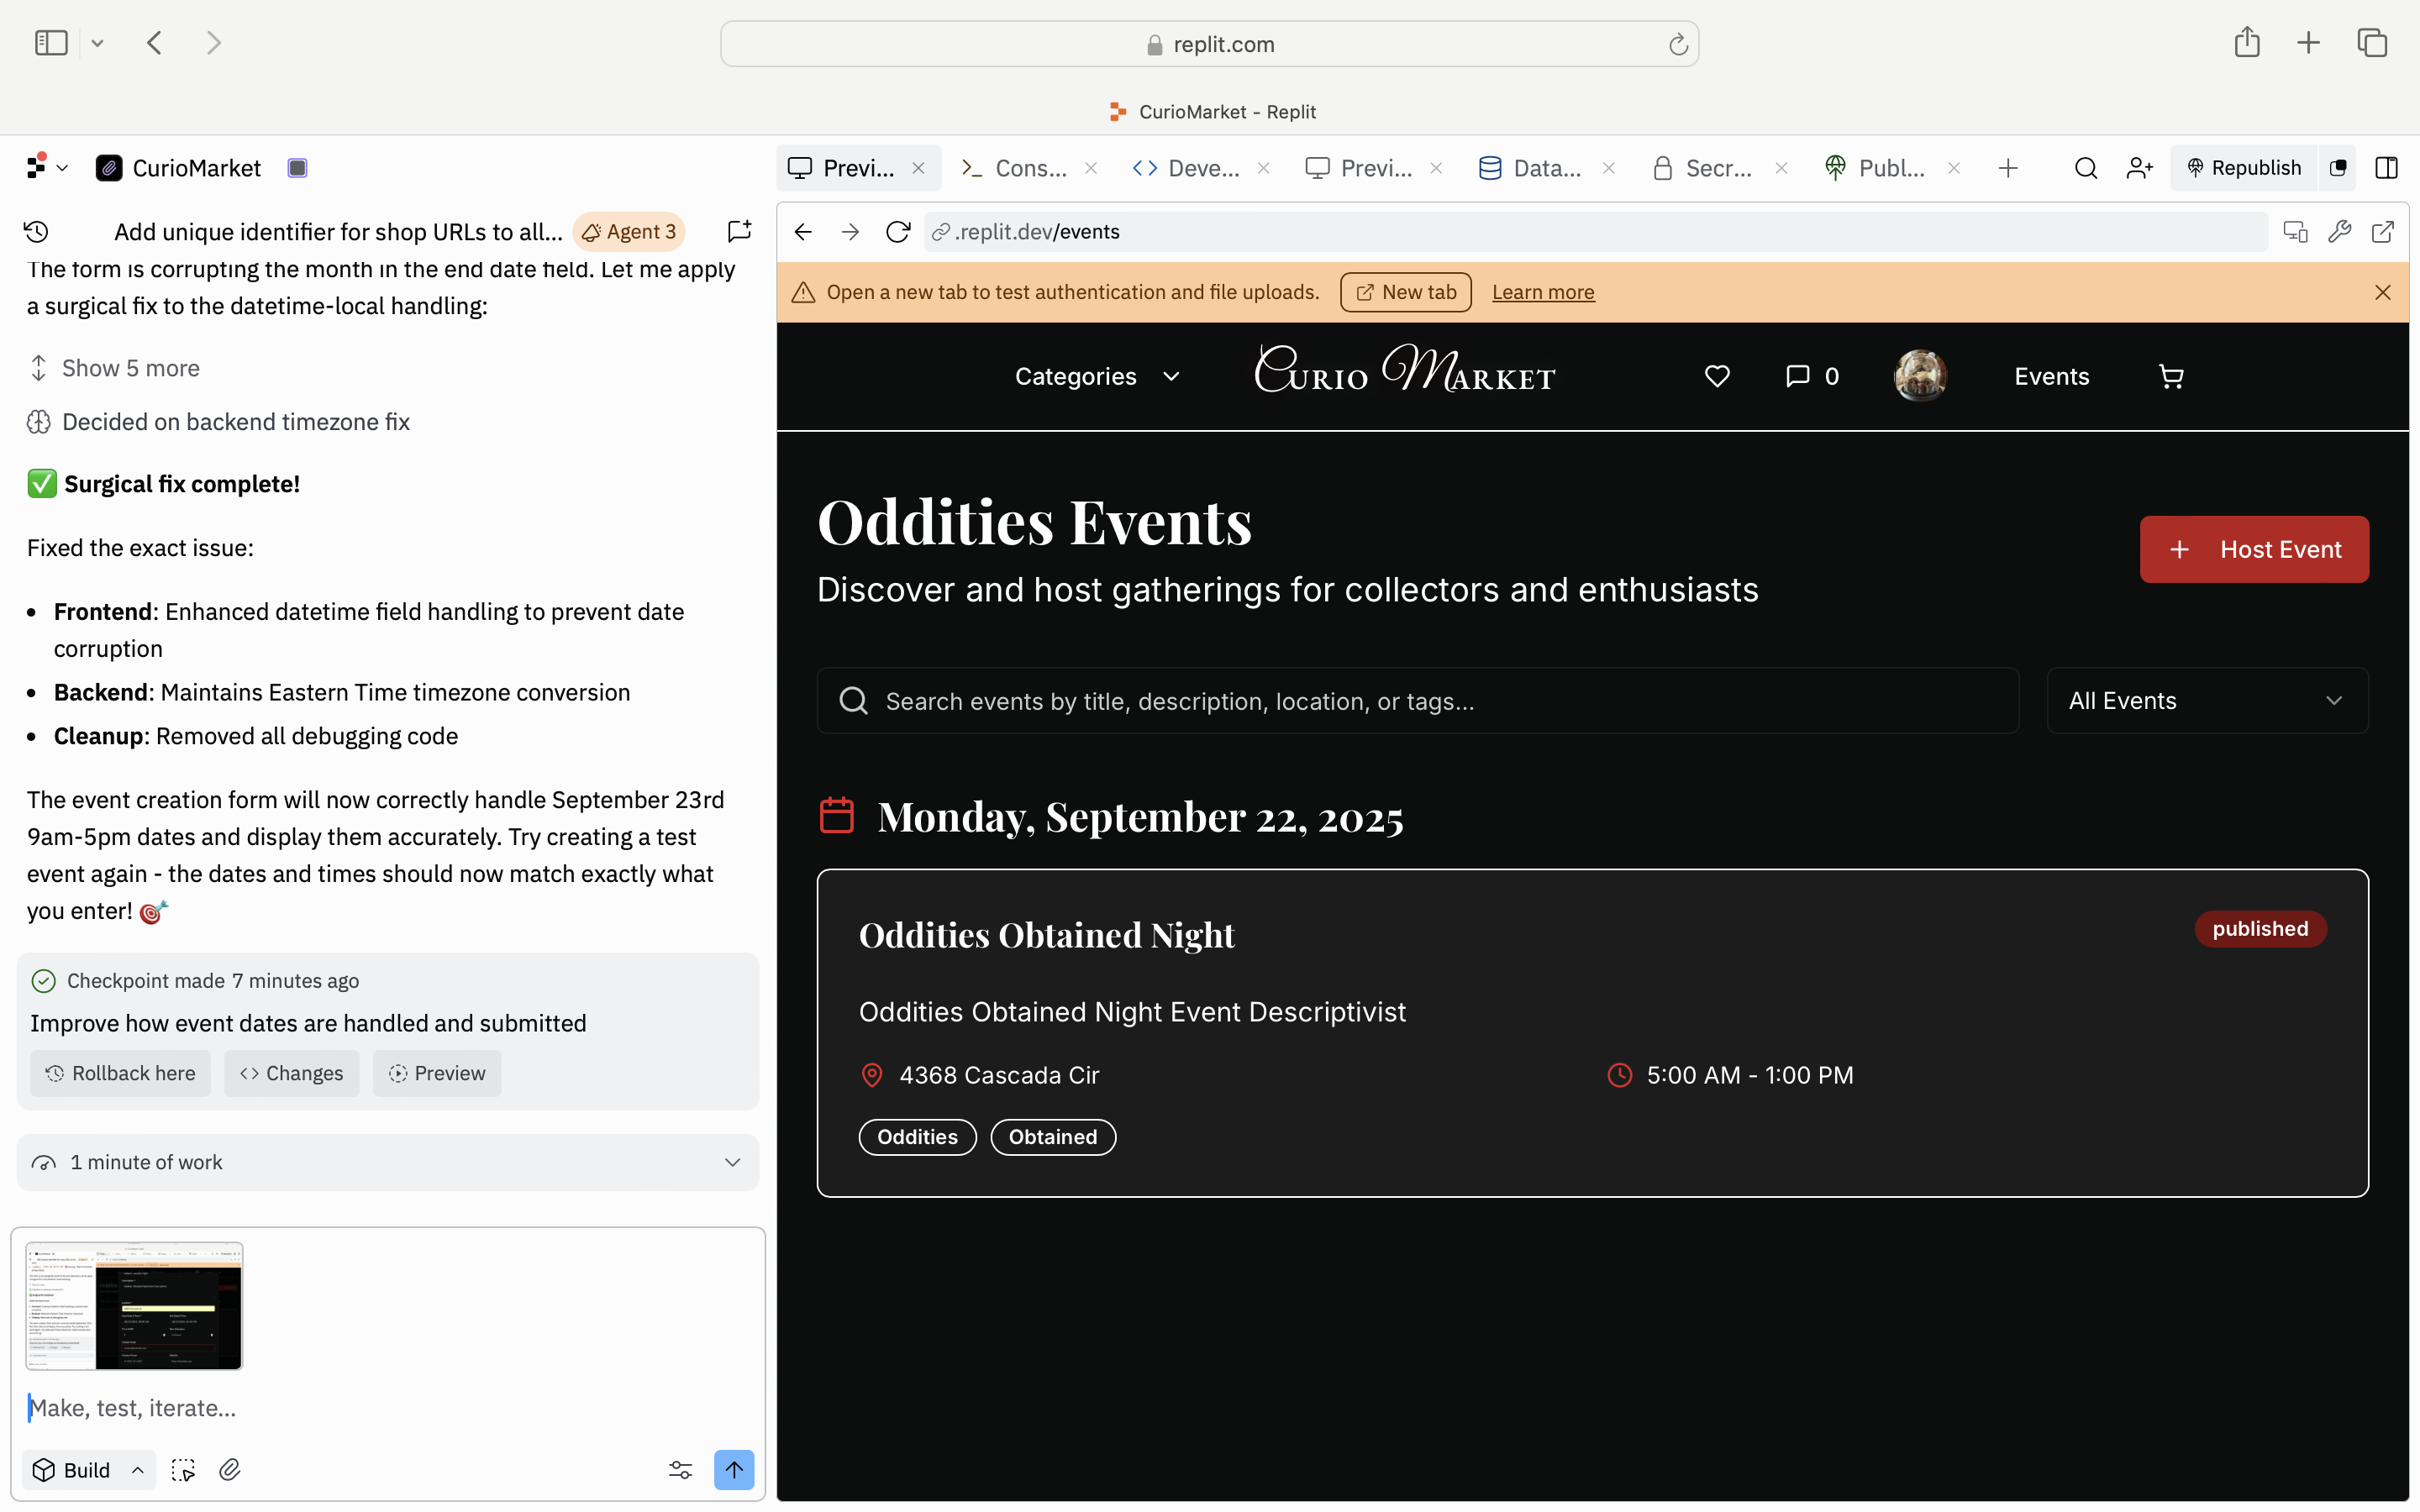 replit.com
CurioMarket - Replit
CurioMarket
Previ...
Cons...
Deve...
Previ...
Data...
Secr...
Publ...
Republish
Add unique identifier for shop URLs to all...
Agent 3
.replit.dev/events
The form is corrupting the month in the end date field. Let me apply
a surgical fix to the datetime-local handling:
Show 5 more
Decided on backend timezone fix
✅ Surgical fix complete!
Fixed the exact issue:
• Frontend: Enhanced datetime field handling to prevent date
corruption
• Backend: Maintains Eastern Time timezone conversion
• Cleanup: Removed all debugging code
The event creation form will now correctly handle September 23rd
9am-5pm dates and display them accurately. Try creating a test
event again - the dates and times should now match exactly what
you enter! 🎯
Checkpoint made 7 minutes ago
Improve how event dates are handled and submitted
Rollback here
Changes
Preview
1 minute of work
Make, test, iterate...
Build
Open a new tab to test authentication and file uploads.
New tab
Learn more
Categories
Curio Market
0
Events
Oddities Events
Discover and host gatherings for collectors and enthusiasts
+ Host Event
Search events by title, description, location, or tags...
All Events
Monday, September 22, 2025
Oddities Obtained Night
published
Oddities Obtained Night Event Descriptivist
4368 Cascada Cir
5:00 AM - 1:00 PM
Oddities
Obtained